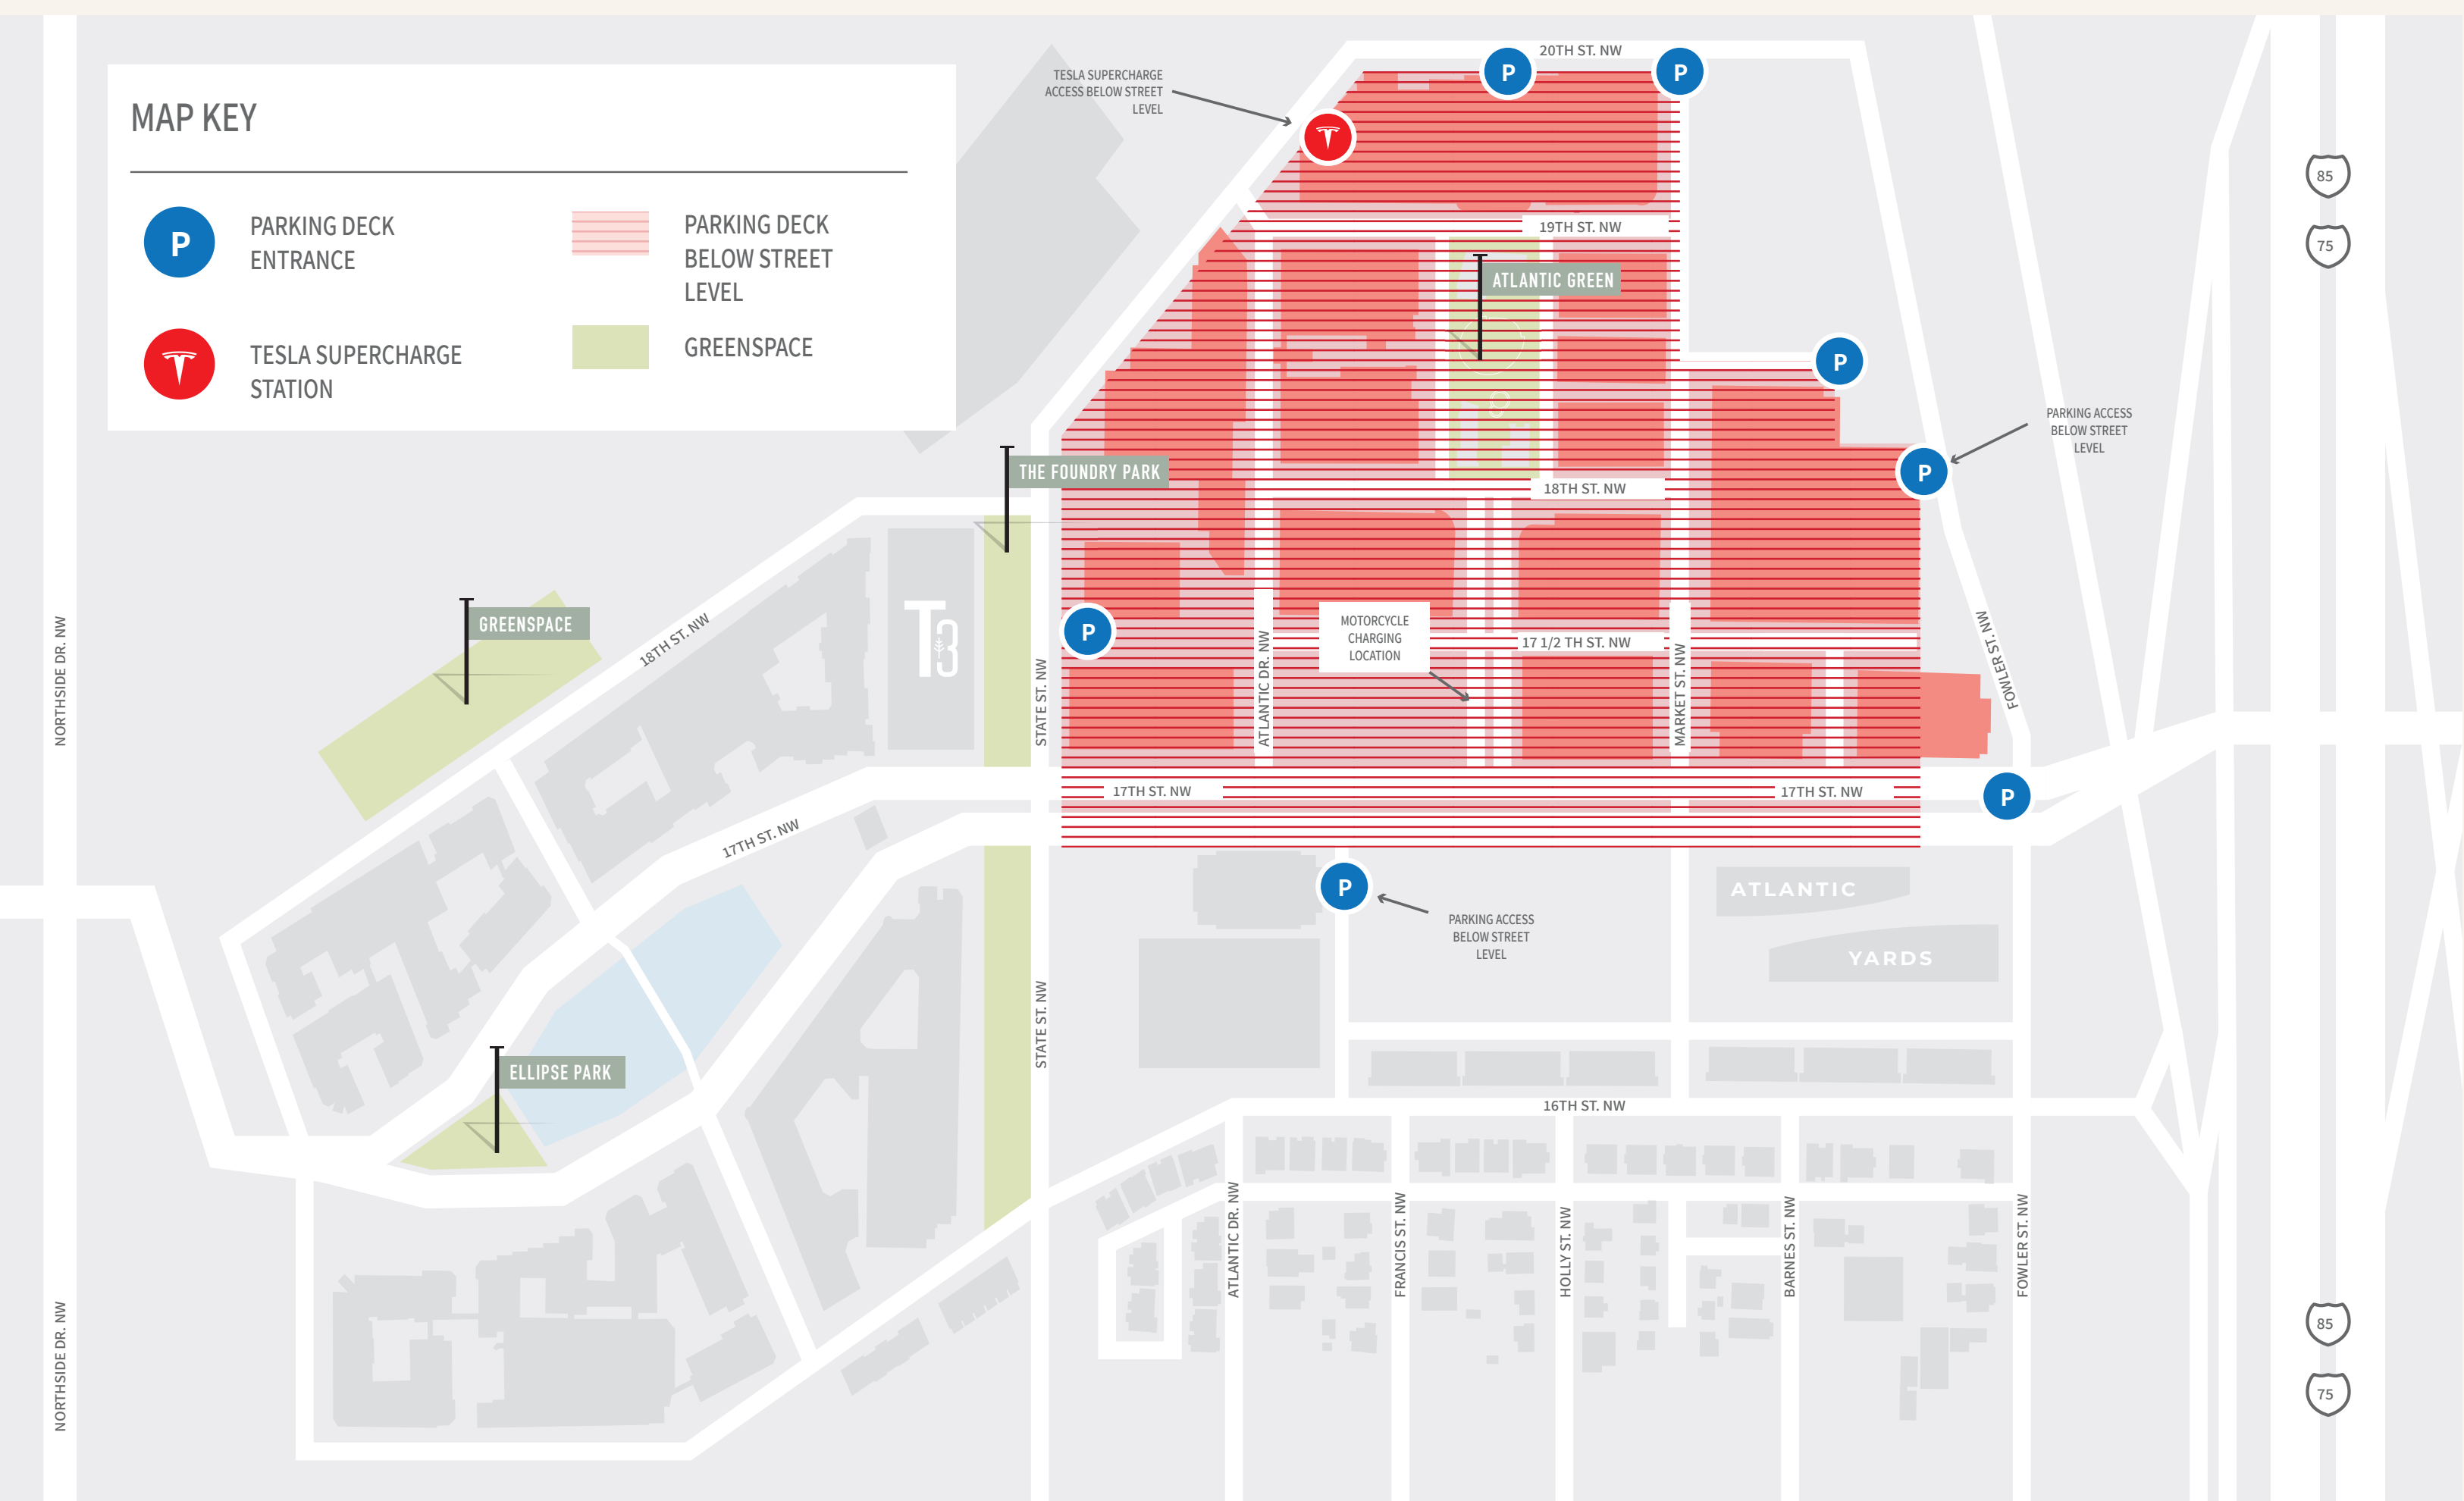 MAP KEY
P
PARKING DECK
ENTRANCE
TESLA SUPERCHARGE
STATION
PARKING DECK
BELOW STREET
LEVEL
GREENSPACE
TESLA SUPERCHARGE
ACCESS BELOW STREET
LEVEL
20TH ST. NW
P
P
85
75
19TH ST. NW
ATLANTIC GREEN
P
PARKING ACCESS
BELOW STREET
LEVEL
P
THE FOUNDRY PARK
18TH ST. NW
GREENSPACE
18TH ST. NW
T3
P
MOTORCYCLE
CHARGING
LOCATION
17 1/2 TH ST. NW
NORTHSIDE DR. NW
STATE ST. NW
ATLANTIC DR. NW
MARKET ST. NW
FOWLER ST. NW
17TH ST. NW
17TH ST. NW
P
17TH ST. NW
P
PARKING ACCESS
BELOW STREET
LEVEL
ATLANTIC
YARDS
STATE ST. NW
ELLIPSE PARK
16TH ST. NW
ATLANTIC DR. NW
FRANCIS ST. NW
HOLLY ST. NW
BARNES ST. NW
FOWLER ST. NW
NORTHSIDE DR. NW
85
75